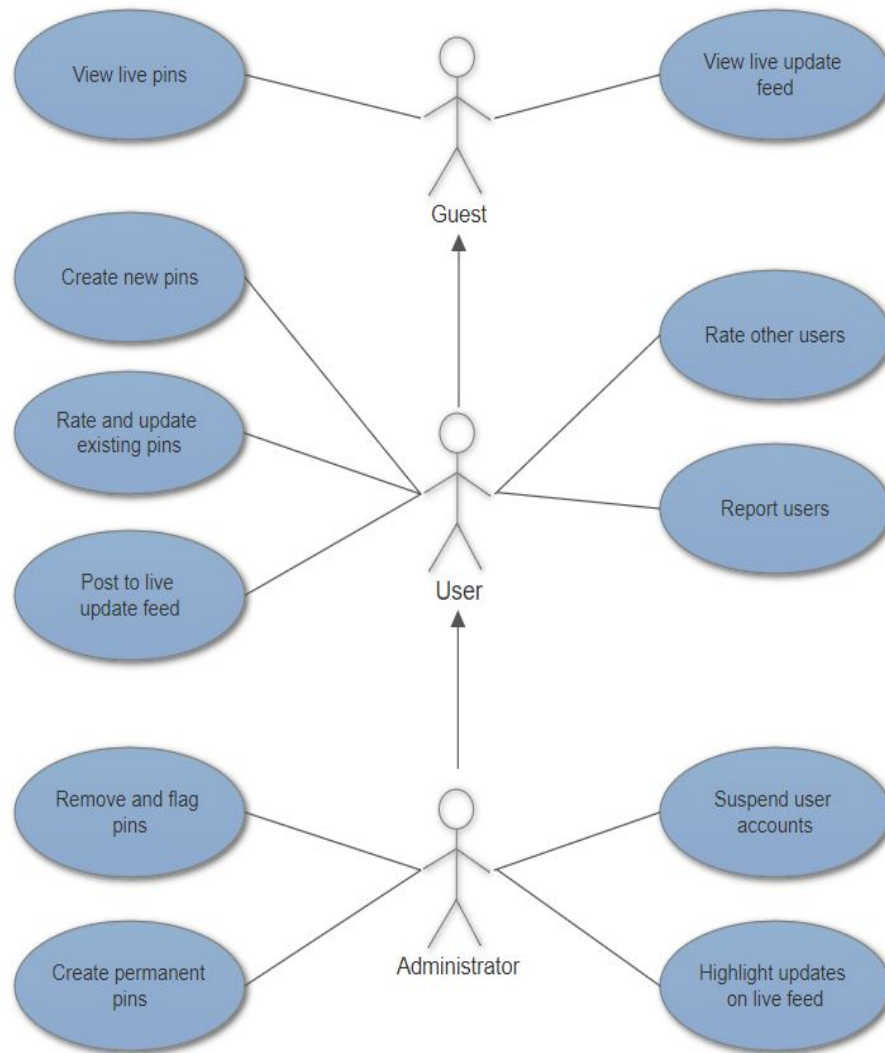 View live pins
View live update
feed
Guest
Create new pins
Rate other users
Rate and update
existing pins
Report users
User
Post to live
update feed
Remove and flag
pins
Suspend user
accounts
Administrator
Create permanent
pins
Highlight updates
on live feed